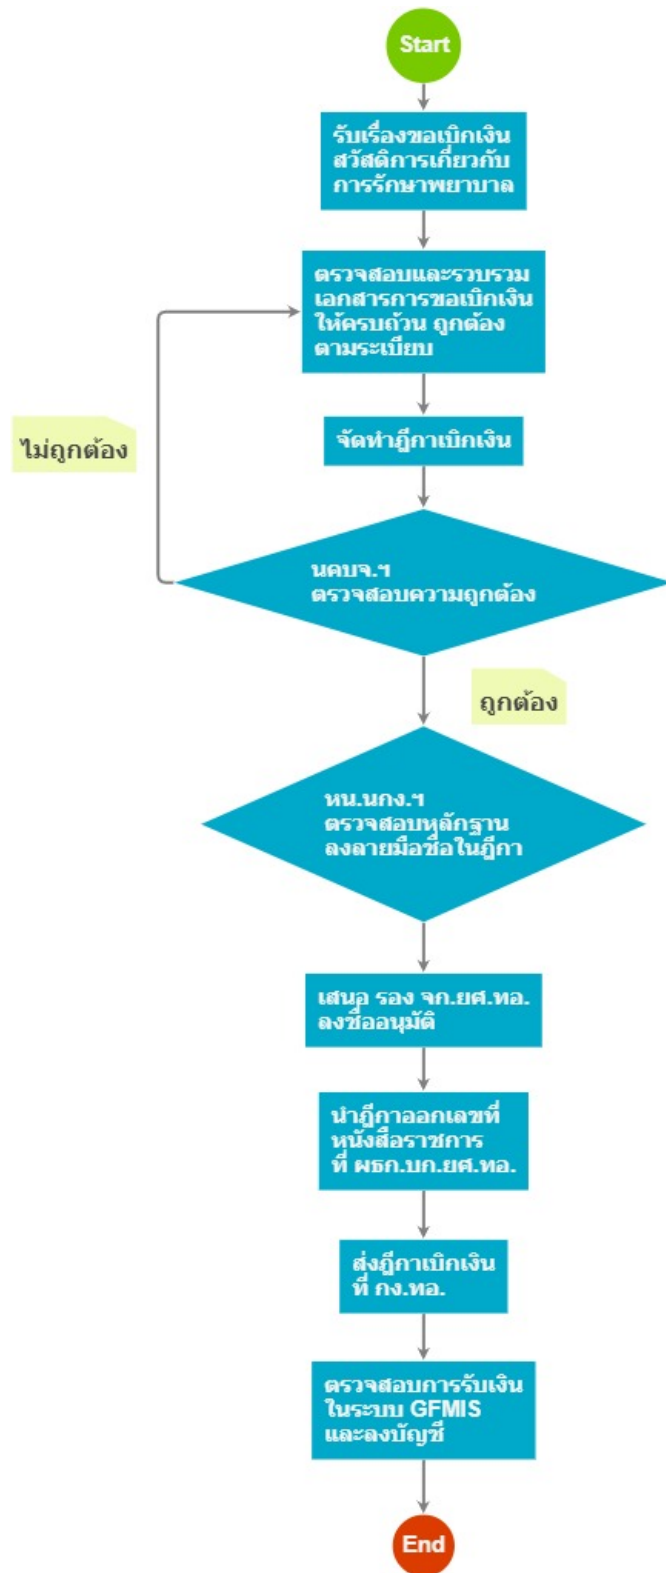 Start
รับเรื่องขอเบิกเงิน
สวัสดิการเกี่ยวกับ
การรักษาพยาบาล
ตรวจสอบและรวบรวม
เอกสารการขอเบิกเงิน
ให้ครบถ้วน ถูกต้อง
ตามระเบียบ
จัดทำฎีกาเบิกเงิน
ไม่ถูกต้อง
นคบจ.ฯ
ตรวจสอบความถูกต้อง
ถูกต้อง
หน.นกง.ฯ
ตรวจสอบหลักฐาน
ลงลายมือชื่อในฎีกา
เสนอ รอง จก.ยศ.ทอ.
ลงชื่ออนุมัติ
นำฎีกาออกเลขที่
หนังสือราชการ
ที่ ผธก.บก.ยศ.ทอ.
ส่งฎีกาเบิกเงิน
ที่ กง.ทอ.
ตรวจสอบการรับเงิน
ในระบบ GFMIS
และลงบัญชี
End